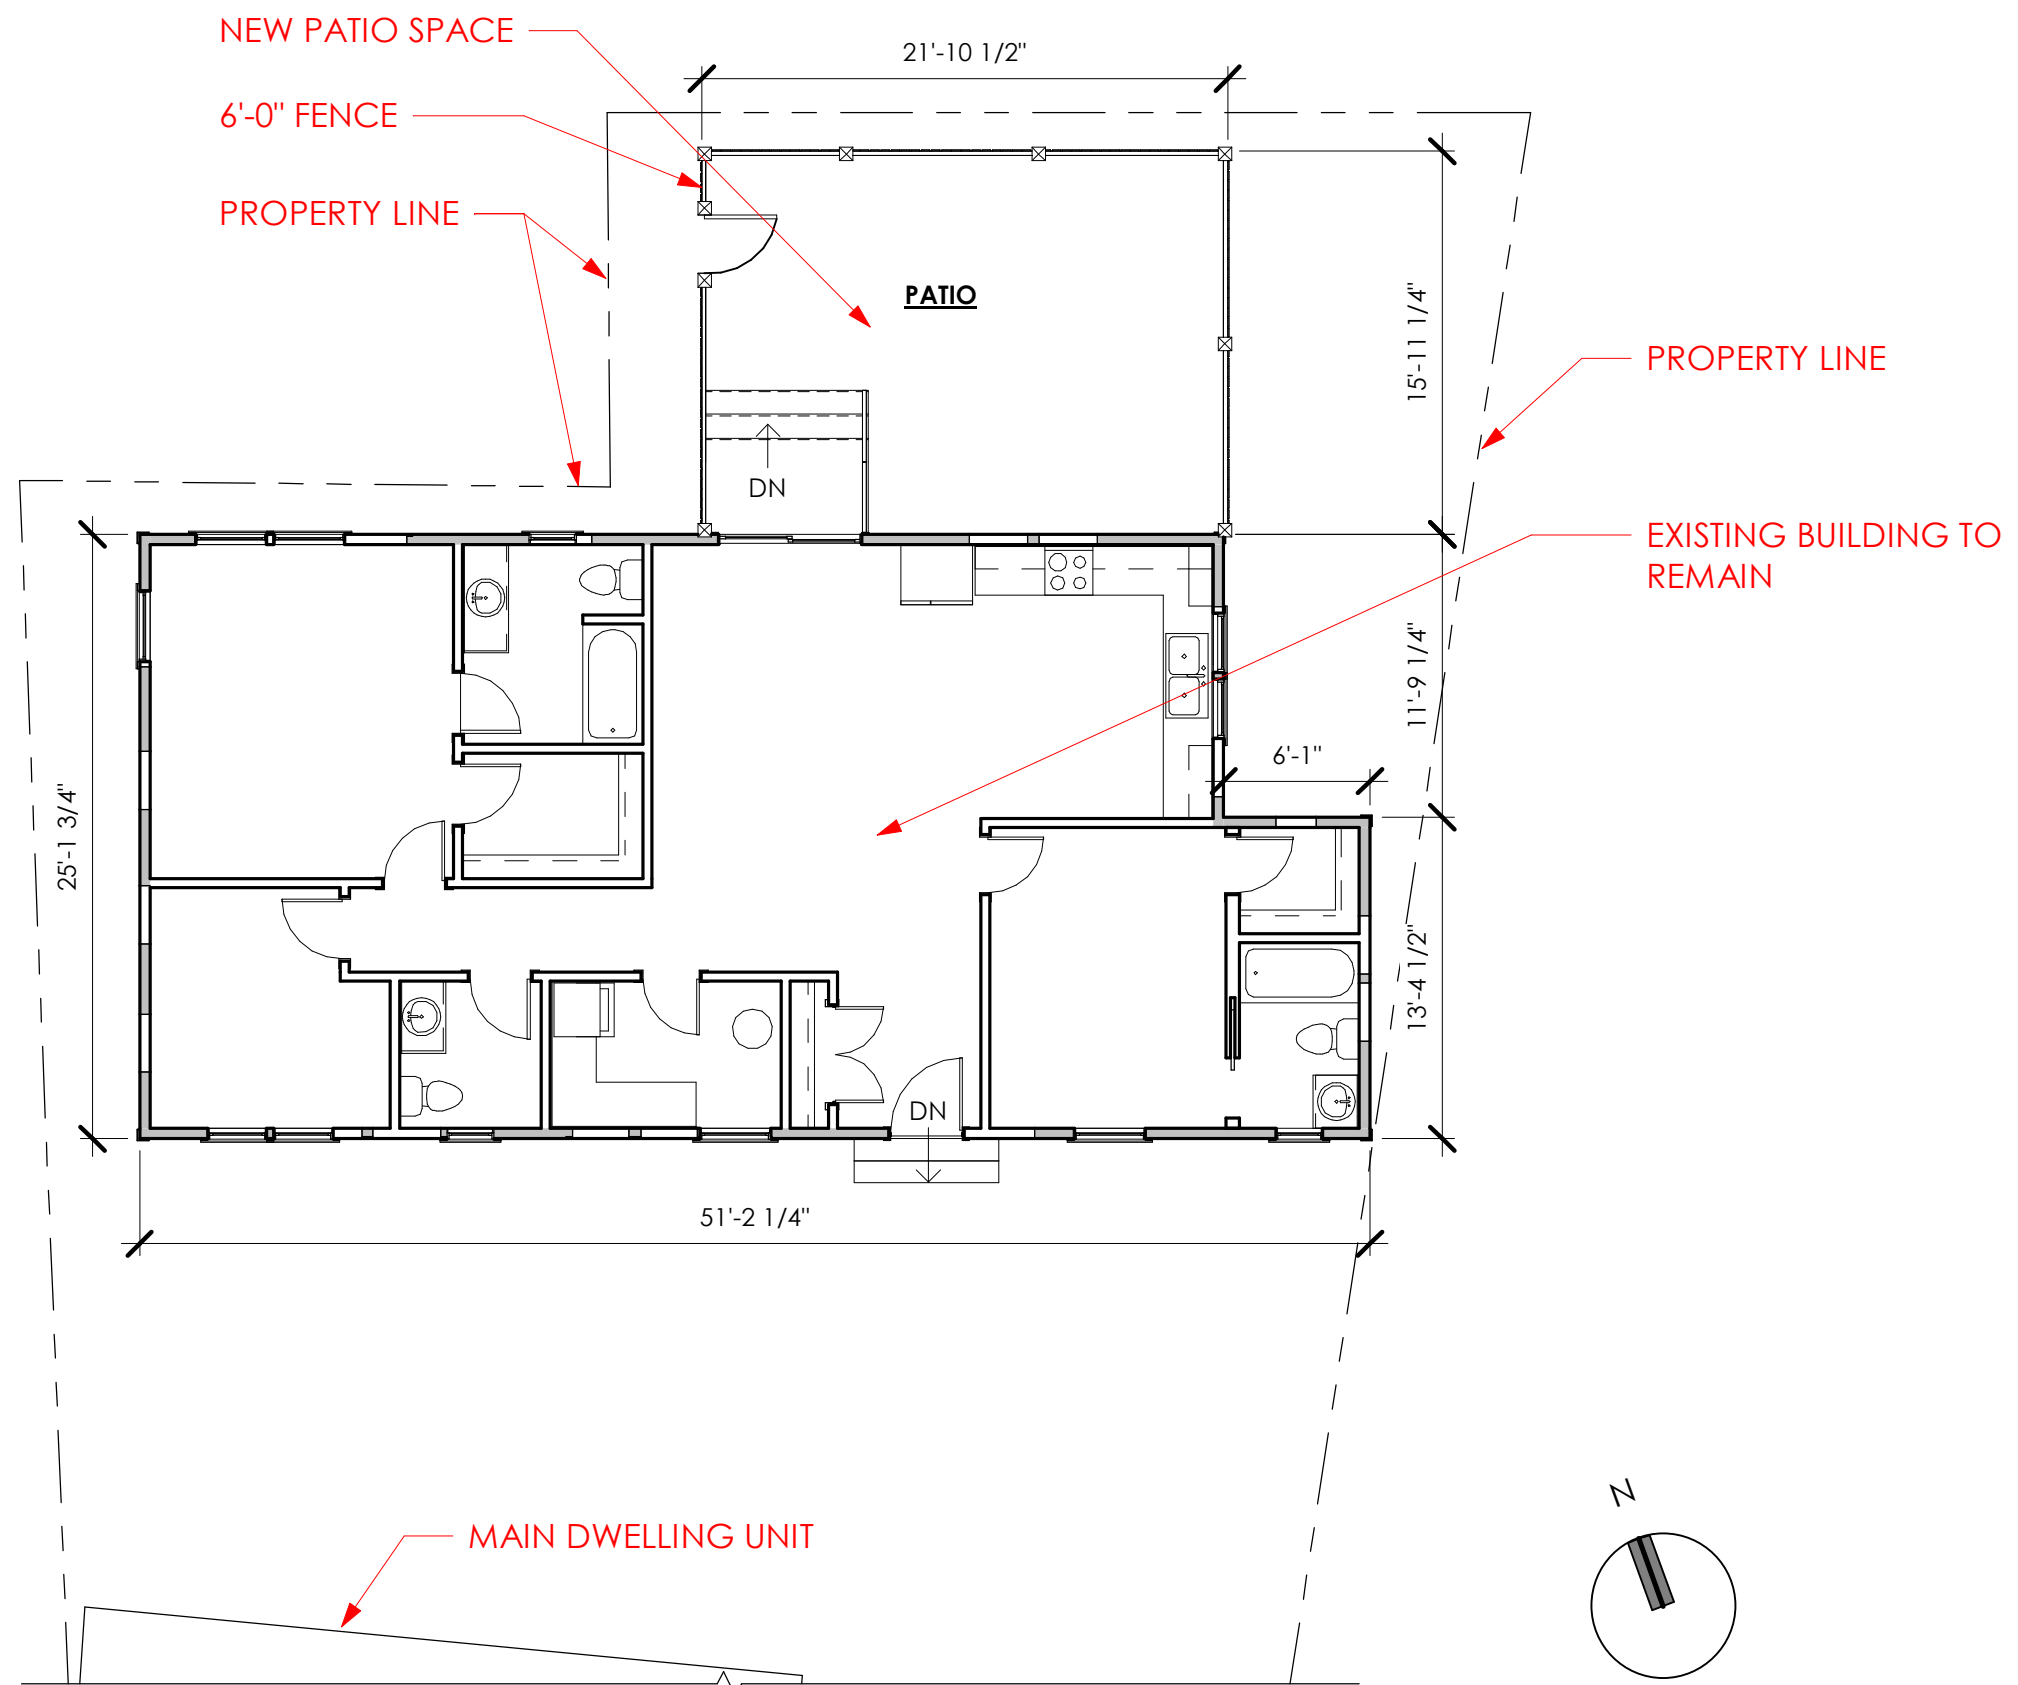 NEW PATIO SPACE
21'-10 1/2"
6'-0" FENCE
PROPERTY LINE
PATIO
15'-11 1/4"
PROPERTY LINE
DN
EXISTING BUILDING TO
REMAIN
11'-9 1/4"
6'-1"
25'-1 3/4"
13'-4 1/2"
DN
51'-2 1/4"
N
MAIN DWELLING UNIT